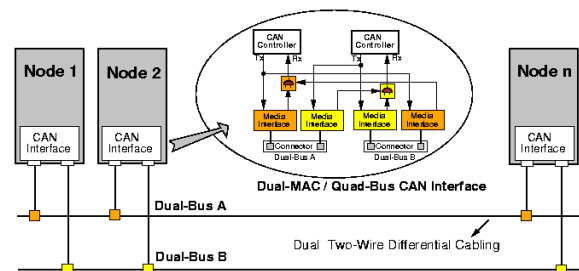 Node 1
Node 2
Node n
CAN
Controller
CAN
Controller
Tx
Rx
Tx
Rx
Media
Interface
Media
Interface
Media
Interface
Media
Interface
Connector
Connector
Dual-Bus A
Dual-Bus B
CAN
Interface
CAN
Interface
CAN
Interface
Dual-MAC / Quad-Bus CAN Interface
Dual-Bus A
Dual Two-Wire Differential Cabling
Dual-Bus B